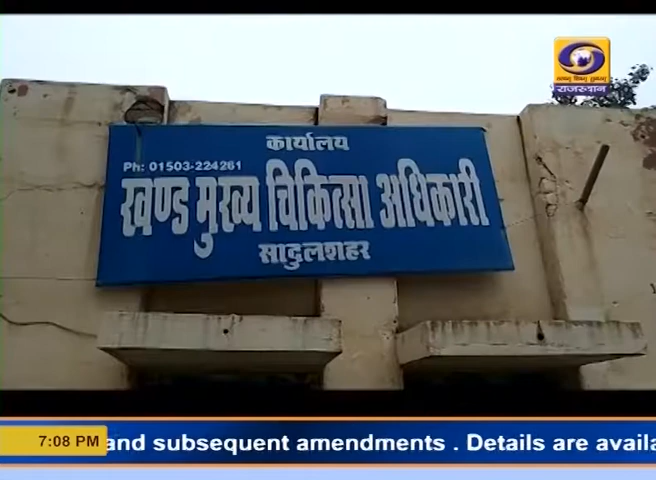 राजस्थान
कार्यालय
Ph: 01503-224261
खण्ड मुख्य चिकित्सा अधिकारी
सादुलशहर
7:08 PM
and subsequent amendments . Details are availa